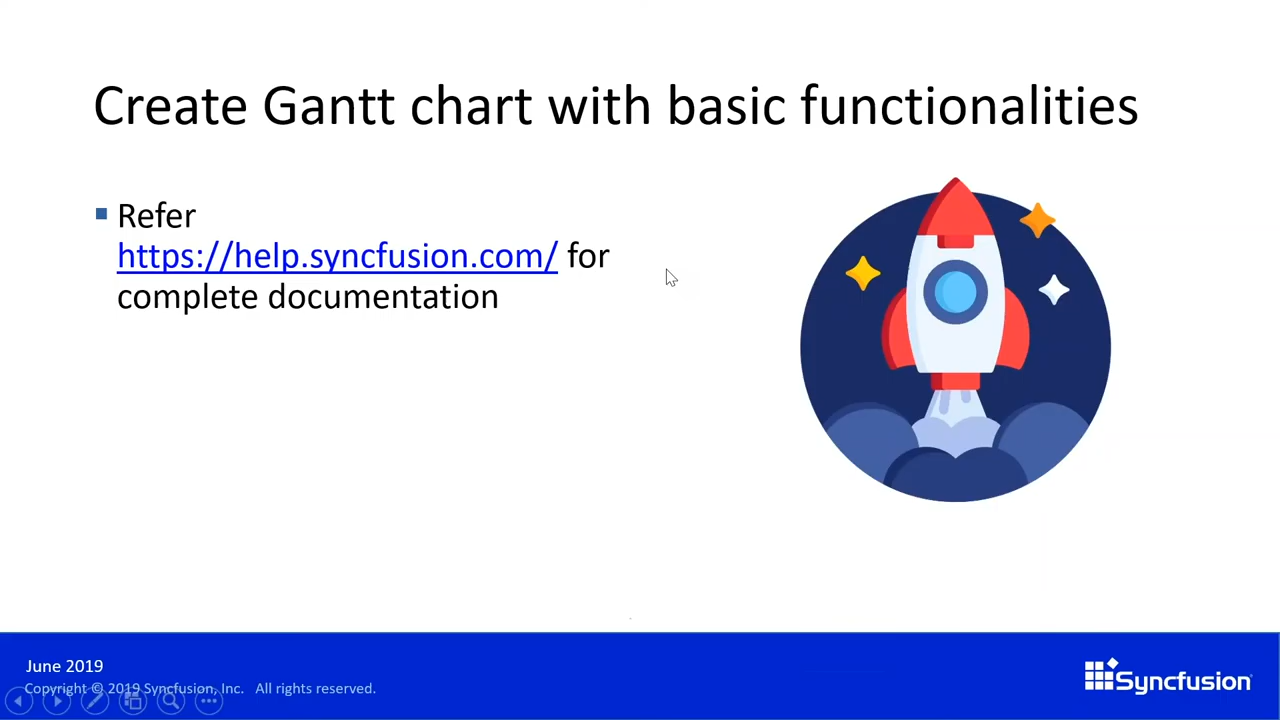 Create Gantt chart with basic functionalities
Refer
https://help.syncfusion.com/ for
complete documentation
June 2019
Copyright © 2019 Syncfusion, Inc. All rights reserved.
Syncfusion